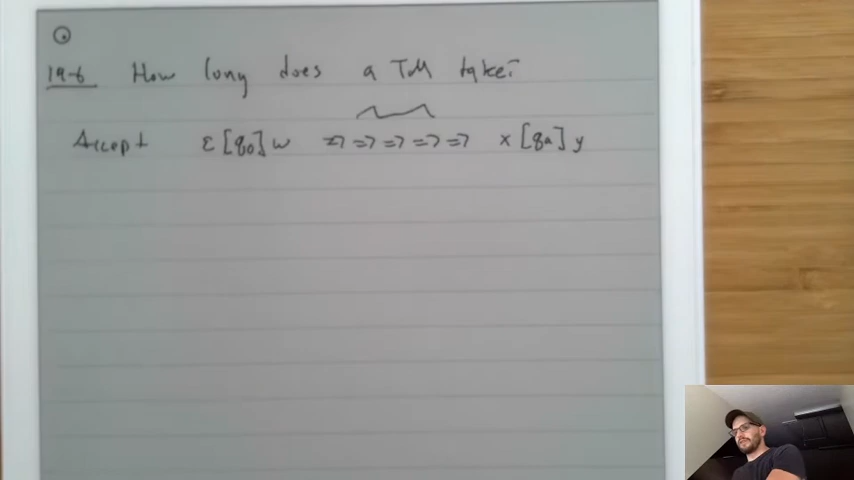 19-6 How long does a TM take?
Accept ε[q0]w => => => => => x[qa]y